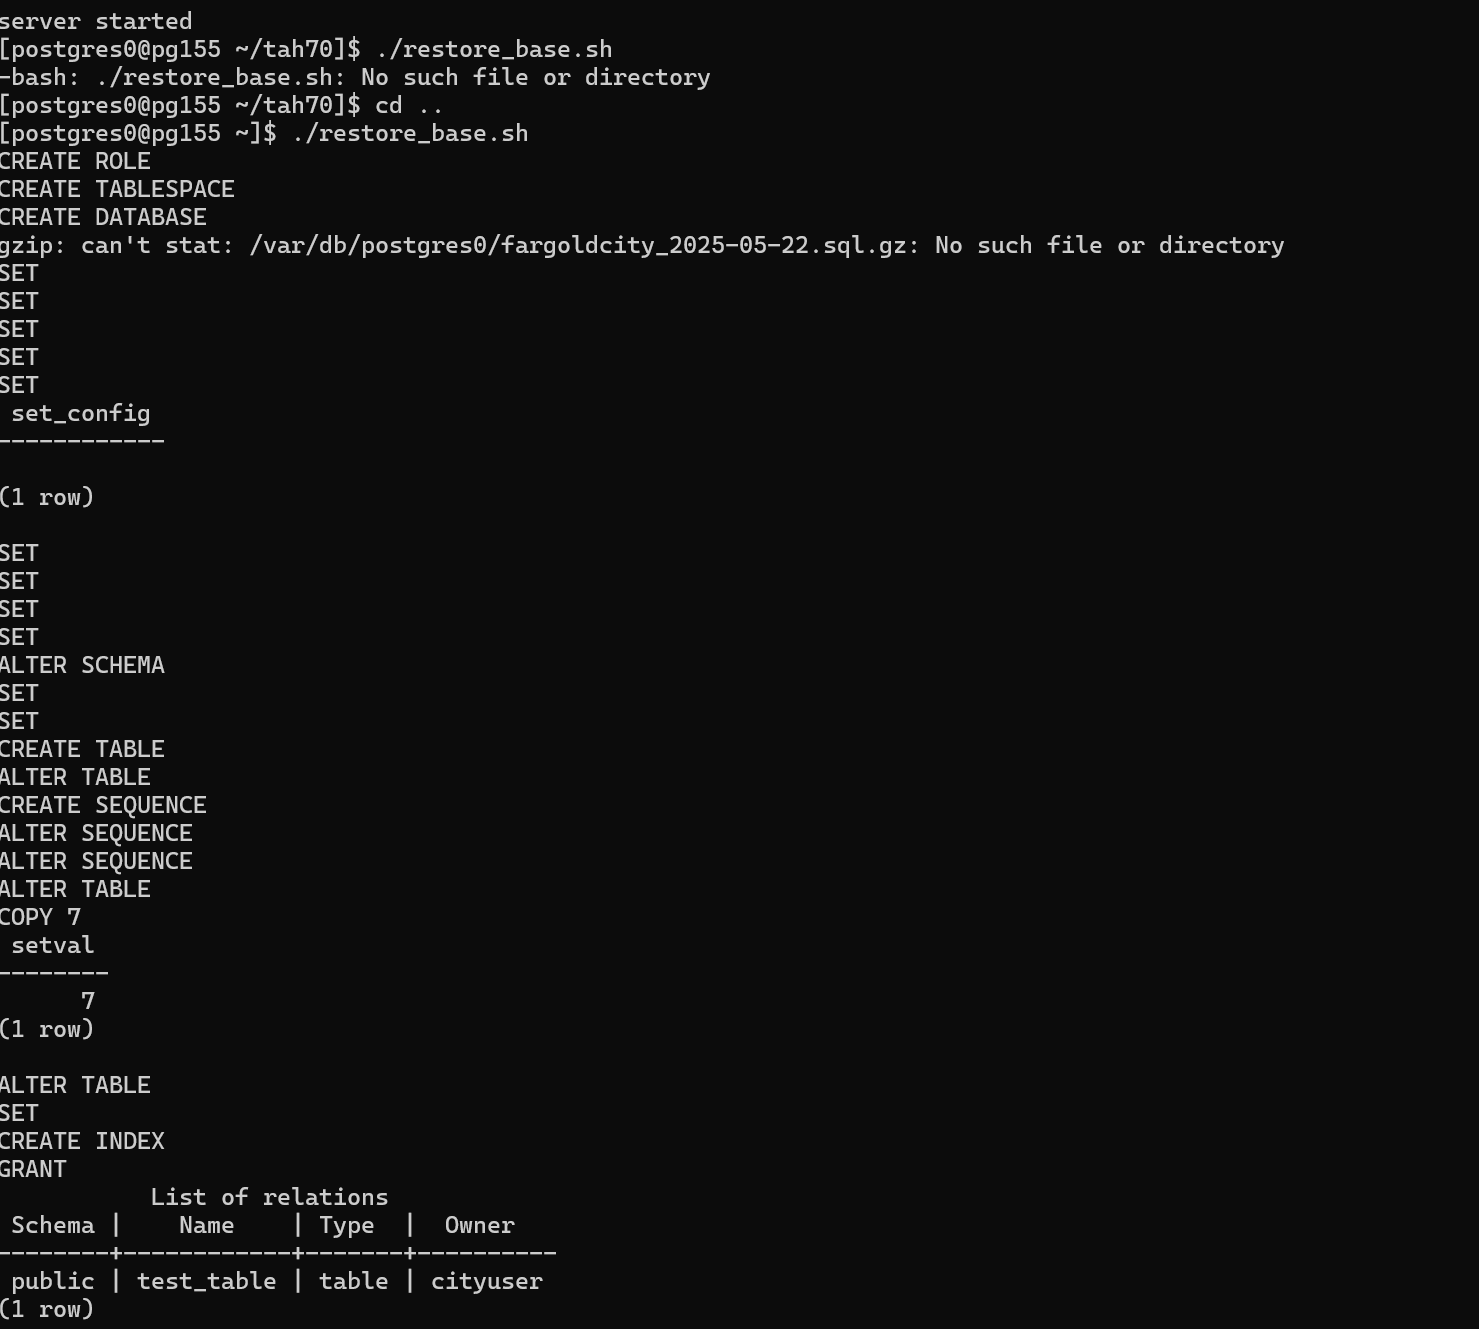 server started
[postgres0@pg155 ~/tah70]$ ./restore_base.sh
-bash: ./restore_base.sh: No such file or directory
[postgres0@pg155 ~/tah70]$ cd ..
[postgres0@pg155 ~]$ ./restore_base.sh
CREATE ROLE
CREATE TABLESPACE
CREATE DATABASE
gzip: can't stat: /var/db/postgres0/fargoldcity_2025-05-22.sql.gz: No such file or directory
SET
SET
SET
SET
SET
 set_config
------------

(1 row)

SET
SET
SET
SET
ALTER SCHEMA
SET
SET
CREATE TABLE
ALTER TABLE
CREATE SEQUENCE
ALTER SEQUENCE
ALTER SEQUENCE
ALTER TABLE
COPY 7
 setval
--------
      7
(1 row)

ALTER TABLE
SET
CREATE INDEX
GRANT
           List of relations
 Schema |    Name    | Type  |  Owner
--------+------------+-------+----------
 public | test_table | table | cityuser
(1 row)